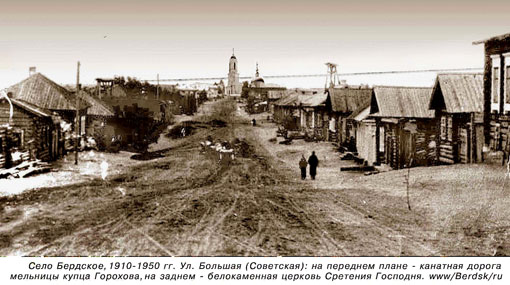 Село Бердское, 1910-1950 гг. Ул. Большая (Советская): на переднем плане - канатная дорога
мельницы купца Горохова, на заднем - белокаменная церковь Сретения Господня. www/Berdsk/ru